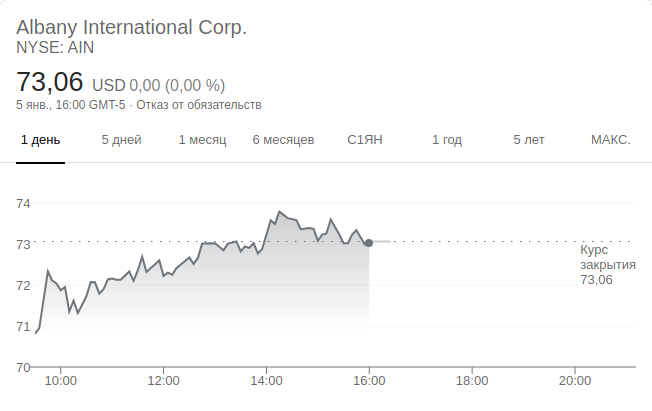 Albany International Corp.
NYSE: AIN
73,06 USD 0,00 (0,00 %)
5 янв., 16:00 GMT-5 · Отказ от обязательств
1 день 5 дней 1 месяц 6 месяцев С1ЯН 1 год 5 лет МАКС.
74
73
Курс
закрытия
73,06
72
71
70
10:00 12:00 14:00 16:00 18:00 20:00